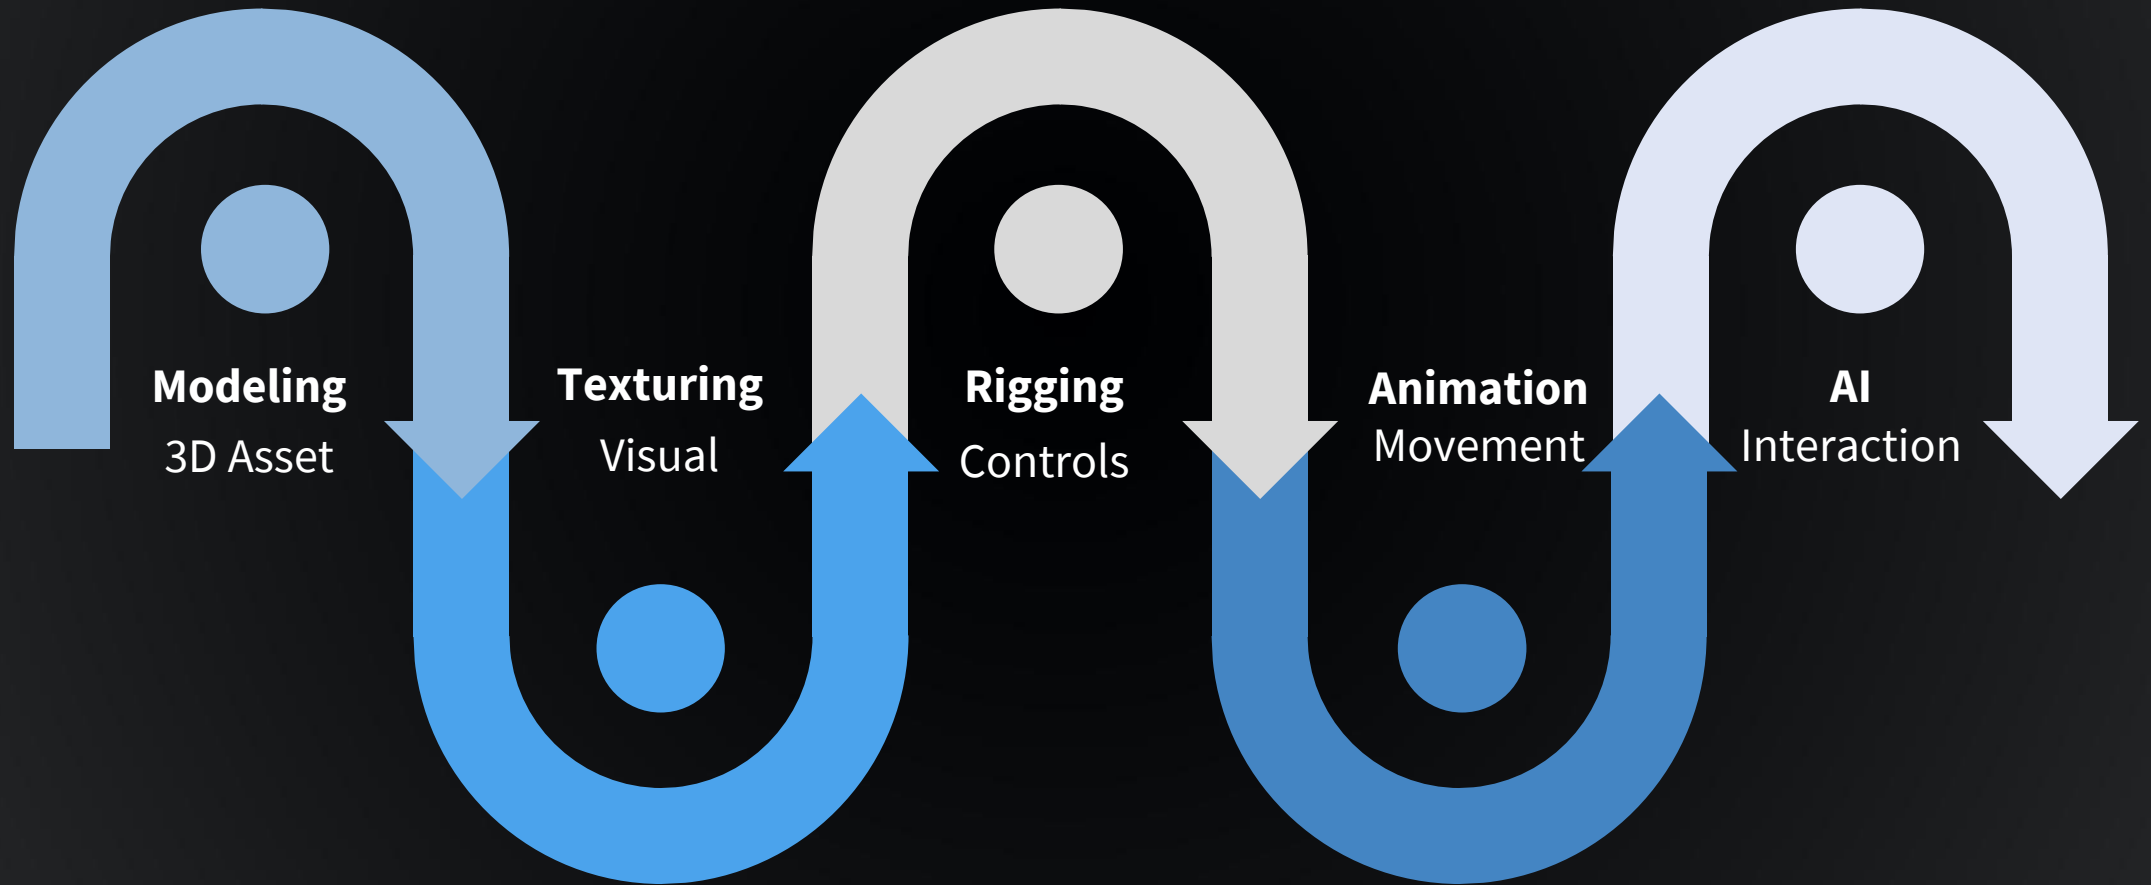 Modeling
3D Asset
Texturing
Visual
Rigging
Controls
Animation
Movement
AI
Interaction